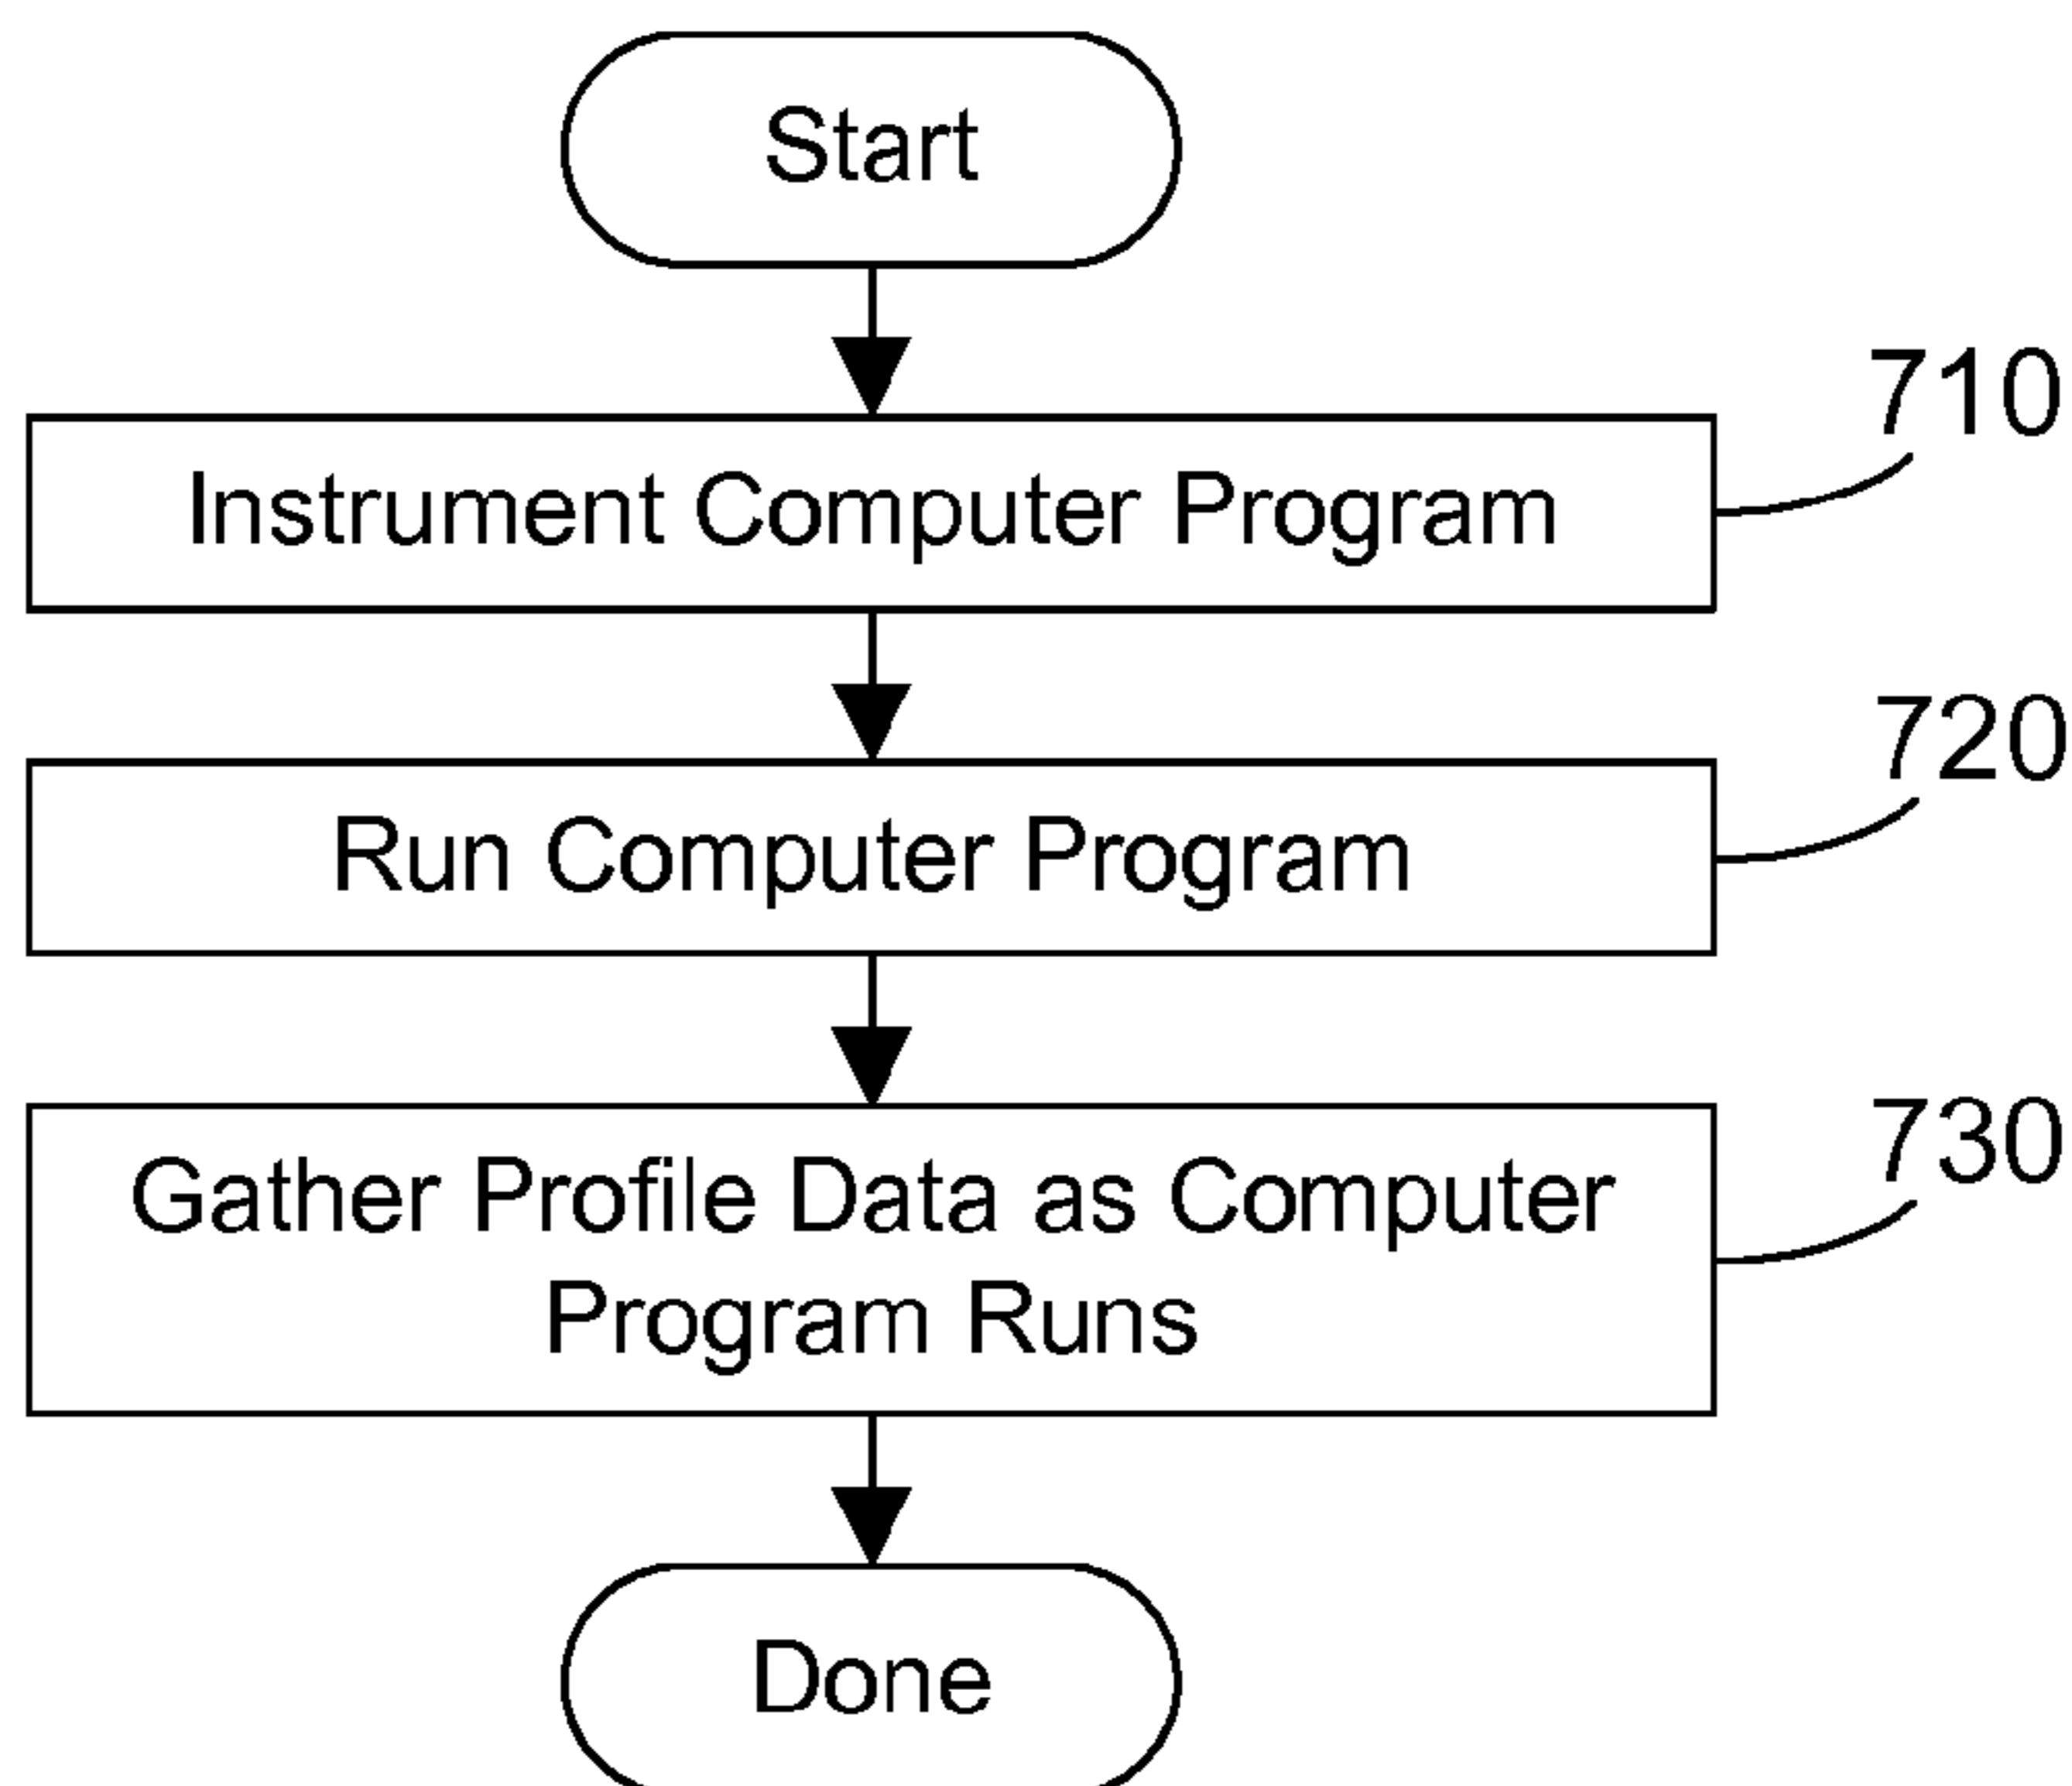 Start
710
Instrument Computer Program
720
Run Computer Program
730
Gather Profile Data as Computer
Program Runs
Done